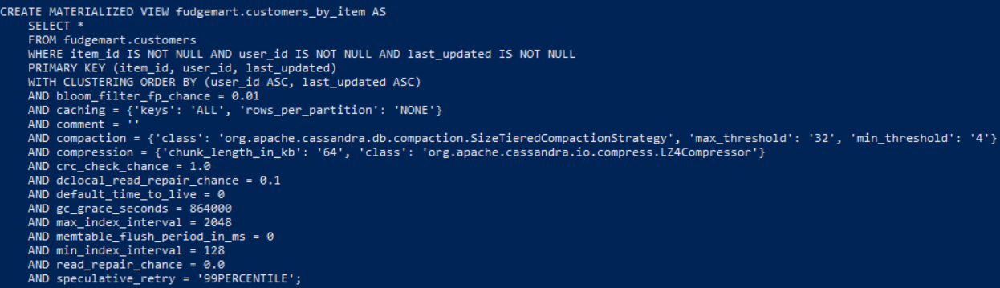 CREATE MATERIALIZED VIEW fudgemart.customers_by_item AS
    SELECT *
    FROM fudgemart.customers
    WHERE item_id IS NOT NULL AND user_id IS NOT NULL AND last_updated IS NOT NULL
    PRIMARY KEY (item_id, user_id, last_updated)
    WITH CLUSTERING ORDER BY (user_id ASC, last_updated ASC)
    AND bloom_filter_fp_chance = 0.01
    AND caching = {'keys': 'ALL', 'rows_per_partition': 'NONE'}
    AND comment = ''
    AND compaction = {'class': 'org.apache.cassandra.db.compaction.SizeTieredCompactionStrategy', 'max_threshold': '32', 'min_threshold': '4'}
    AND compression = {'chunk_length_in_kb': '64', 'class': 'org.apache.cassandra.io.compress.LZ4Compressor'}
    AND crc_check_chance = 1.0
    AND dclocal_read_repair_chance = 0.1
    AND default_time_to_live = 0
    AND gc_grace_seconds = 864000
    AND max_index_interval = 2048
    AND memtable_flush_period_in_ms = 0
    AND min_index_interval = 128
    AND read_repair_chance = 0.0
    AND speculative_retry = '99PERCENTILE';